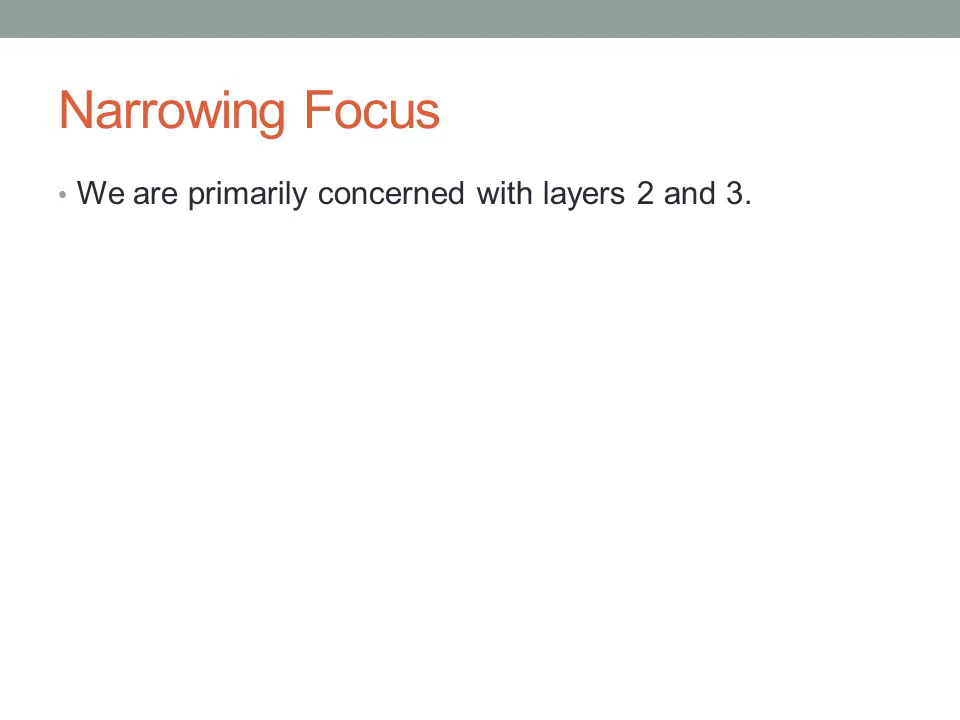 Narrowing Focus
• We are primarily concerned with layers 2 and 3.